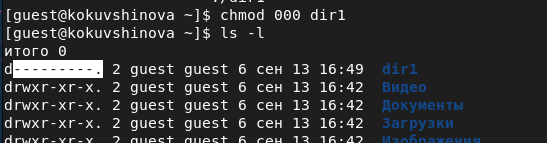 [guest@kokuvshinova ~]$ chmod 000 dir1
[guest@kokuvshinova ~]$ ls -l
итого 0
d---------. 2 guest guest 6 сен 13 16:49 dir1
drwxr-xr-x. 2 guest guest 6 сен 13 16:42 Видео
drwxr-xr-x. 2 guest guest 6 сен 13 16:42 Документы
drwxr-xr-x. 2 guest guest 6 сен 13 16:42 Загрузки
drwxr-xr-x. 2 guest guest 6 сен 13 16:42 Изображения